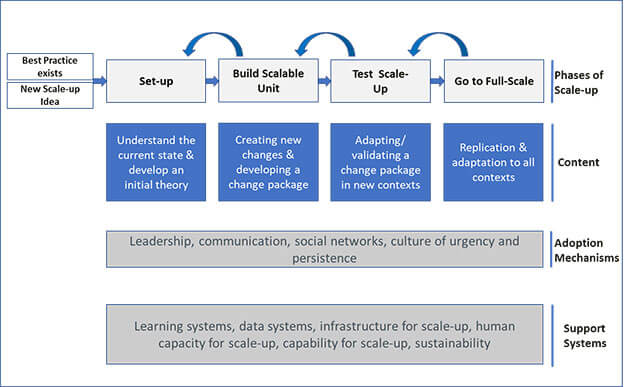 Best Practice
exists
New Scale-up
Idea
Set-up
Build Scalable
Unit
Test Scale-
Up
Go to Full-Scale
Phases of
Scale-up
Understand the
current state &
develop an
initial theory
Creating new
changes &
developing a
change package
Adapting/
validating a
change package
in new contexts
Replication &
adaptation to all
contexts
Content
Leadership, communication, social networks, culture of urgency and
persistence
Adoption
Mechanisms
Learning systems, data systems, infrastructure for scale-up, human
capacity for scale-up, capability for scale-up, sustainability
Support
Systems